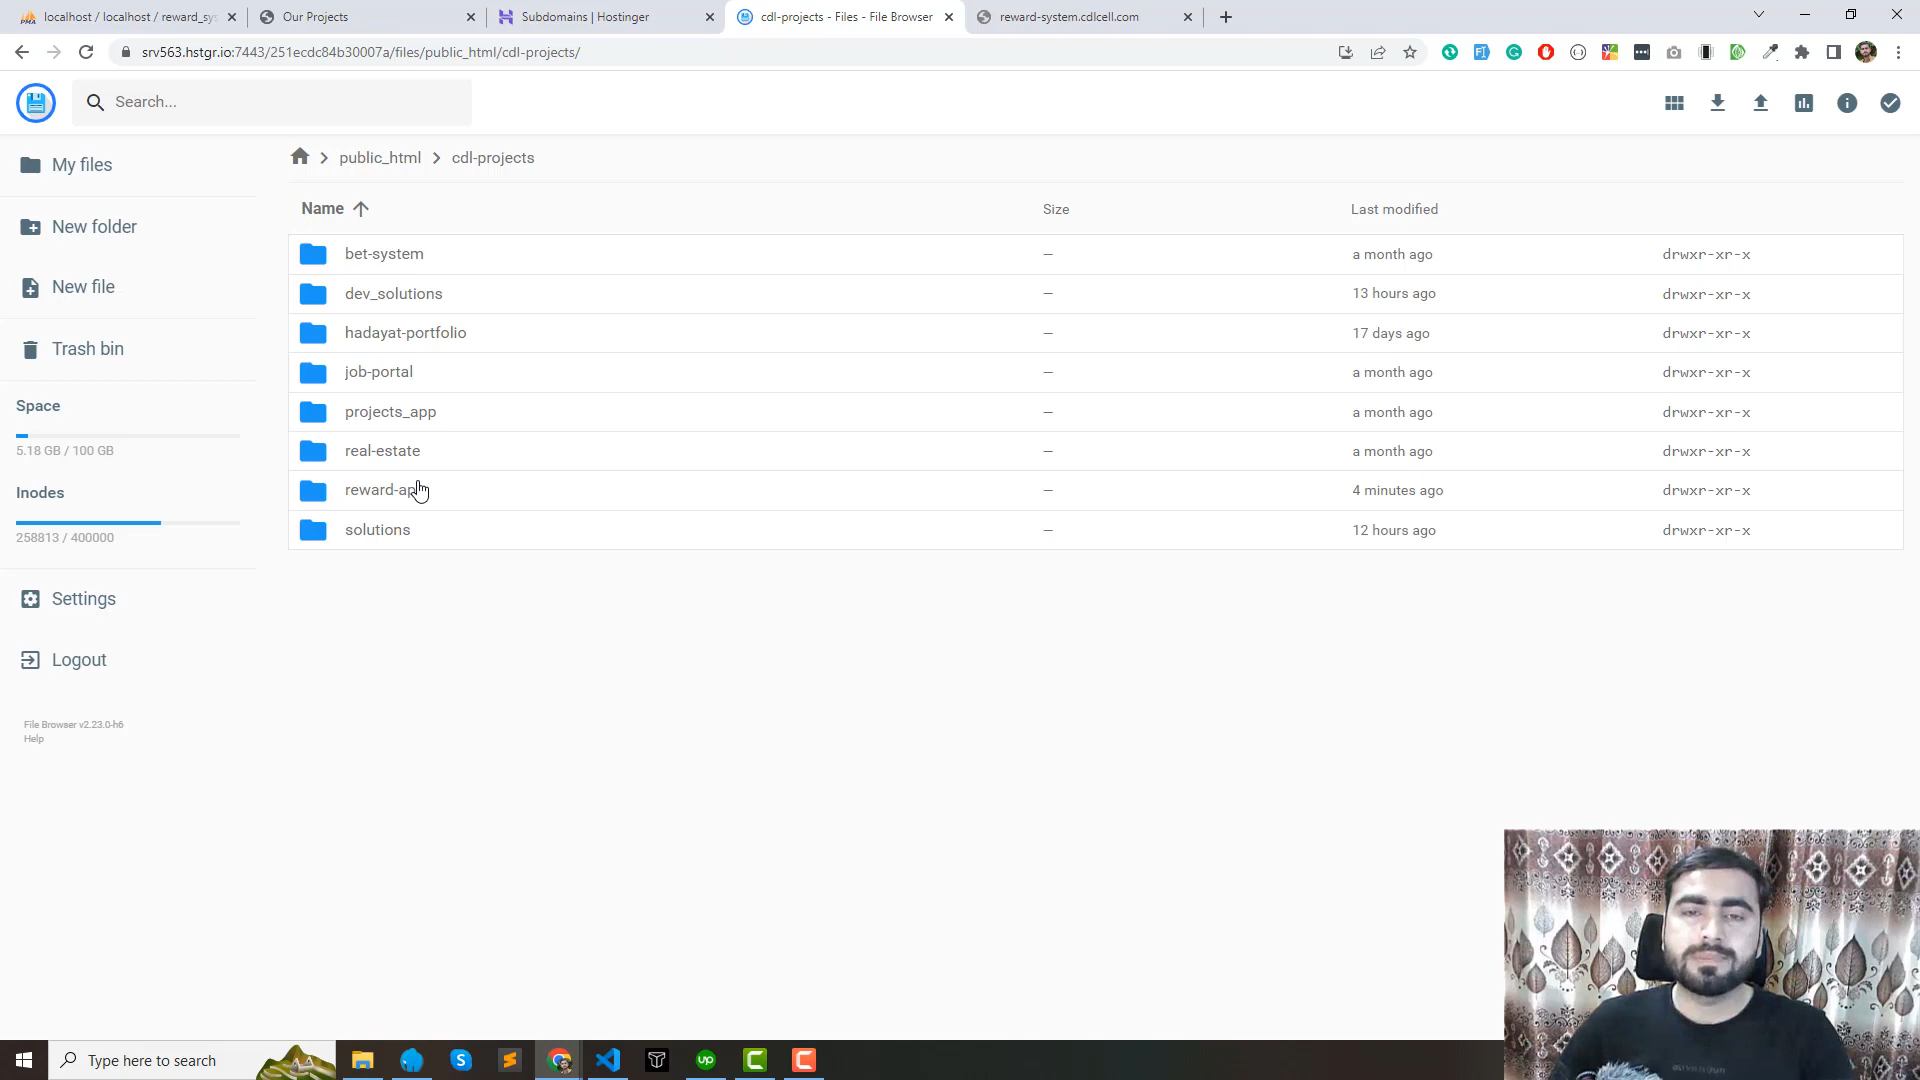 localhost / localhost / reward_sy
Our Projects
Subdomains | Hostinger
cdl-projects - Files - File Browser
reward-system.cdlcell.com
srv563.hstgr.io:7443/251ecdc84b30007a/files/public_html/cdl-projects/
Search...
My files
New folder
New file
Trash bin
Space
5.18 GB / 100 GB
Inodes
258813 / 400000
Settings
Logout
File Browser v2.23.0-h6
Help
public_html
cdl-projects
Name Size Last modified
bet-system — a month ago drwxr-xr-x
dev_solutions — 13 hours ago drwxr-xr-x
hadayat-portfolio — 17 days ago drwxr-xr-x
job-portal — a month ago drwxr-xr-x
projects_app — a month ago drwxr-xr-x
real-estate — a month ago drwxr-xr-x
reward-ap — 4 minutes ago drwxr-xr-x
solutions — 12 hours ago drwxr-xr-x
Type here to search